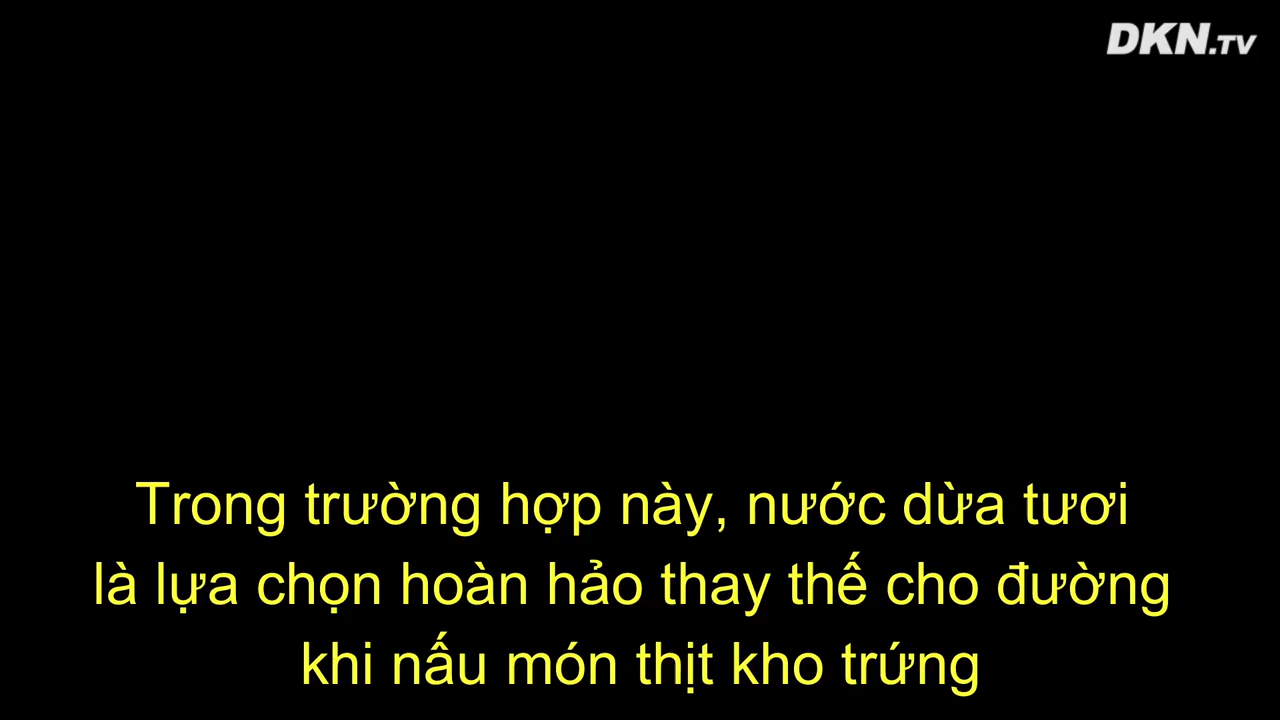 DKN.TV
Trong trường hợp này, nước dừa tươi
là lựa chọn hoàn hảo thay thế cho đường
khi nấu món thịt kho trứng